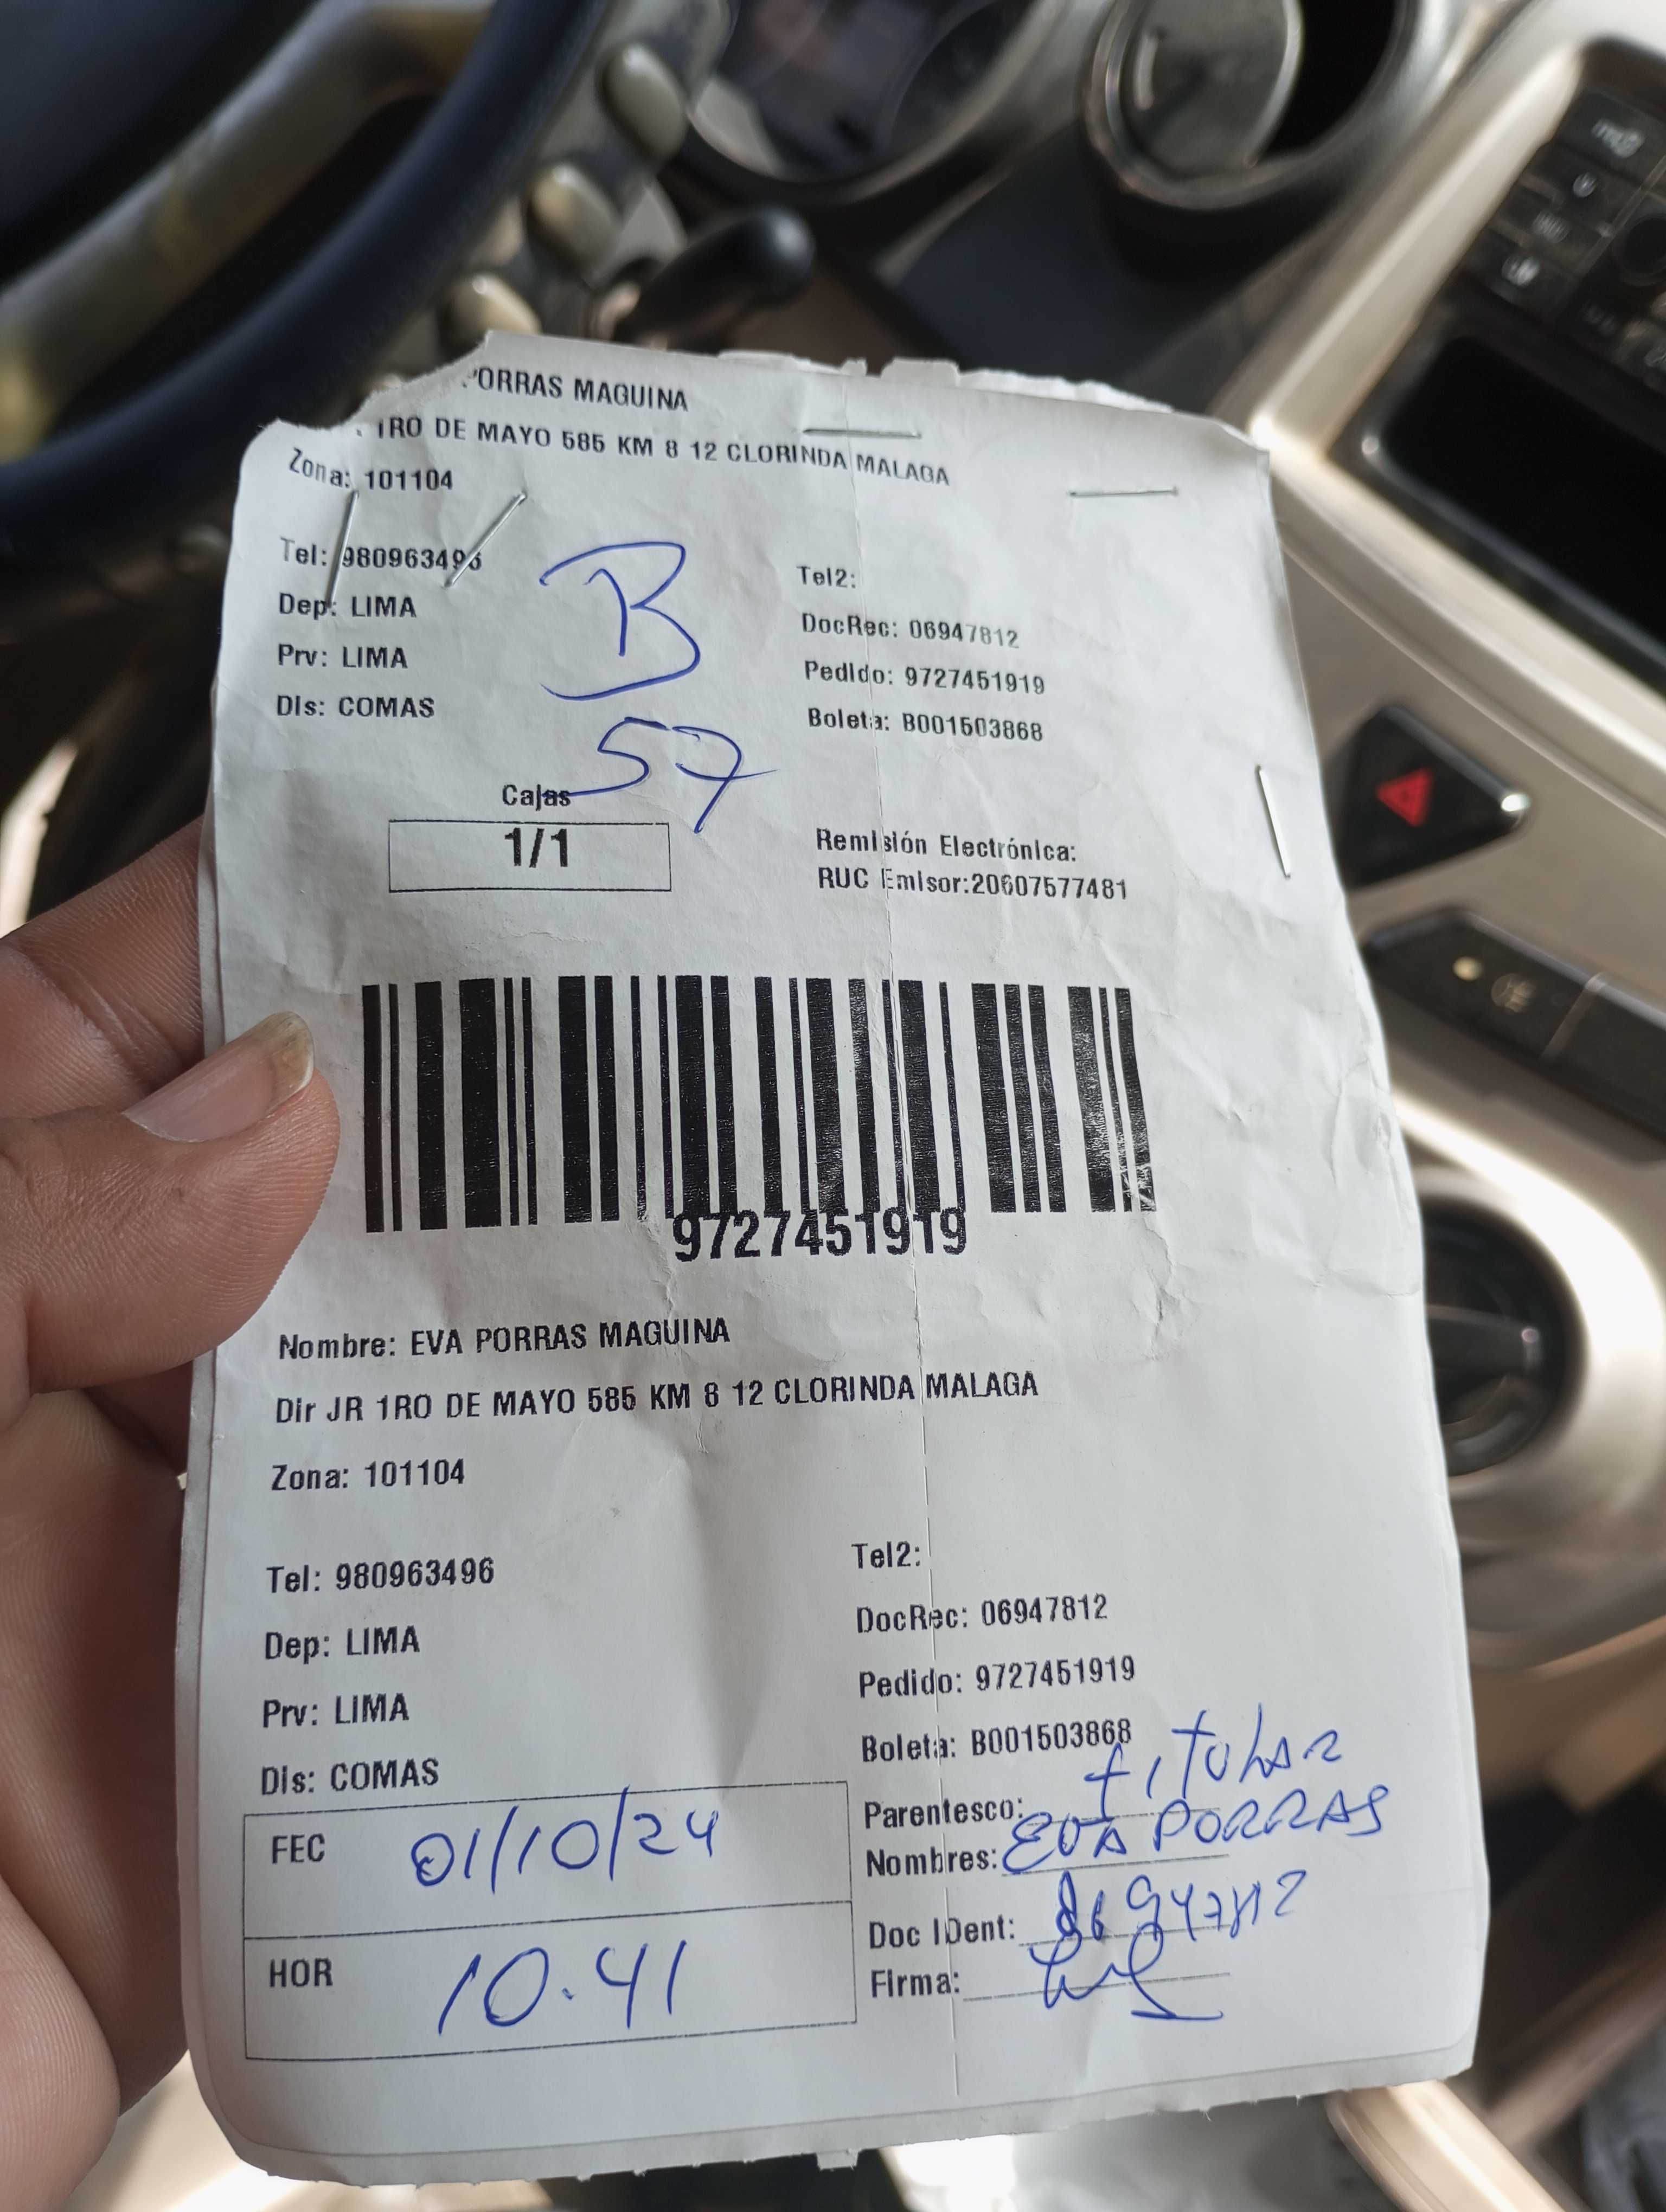 PORRAS MAGUINA
1RO DE MAYO 585 KM 8 12 CLORINDA MALAGA
Zona: 101104
Tel: 980963496
Tel2:
Dep: LIMA
DocRec: 06947812
Prv: LIMA
Pedido: 9727451919
Dis: COMAS
Boleta: B001503868
B
57
Cajas
1/1
Remisión Electrónica:
RUC Emisor:20607577481
9727451919
Nombre: EVA PORRAS MAGUINA
Dir JR 1RO DE MAYO 585 KM 8 12 CLORINDA MALAGA
Zona: 101104
Tel: 980963496
Tel2:
Dep: LIMA
DocRec: 06947812
Prv: LIMA
Pedido: 9727451919
Dis: COMAS
Boleta: B001503868
Parentesco: titular
FEC 01/10/24
Nombres: EVA PORRAS
Doc IDent: 06947812
HOR 10.41
Firma: